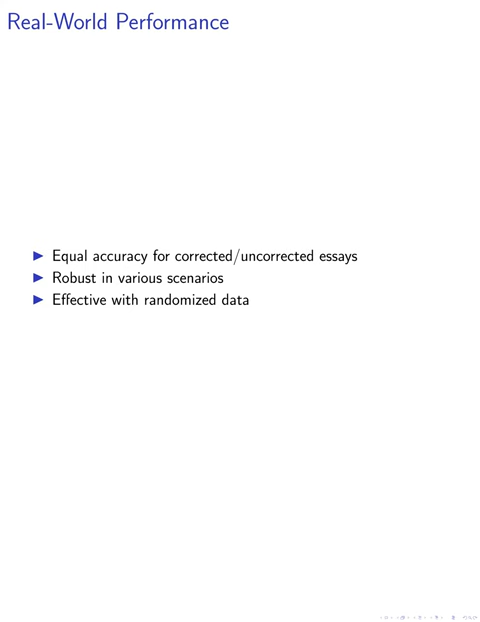 Real-World Performance
▶ Equal accuracy for corrected/uncorrected essays
▶ Robust in various scenarios
▶ Effective with randomized data